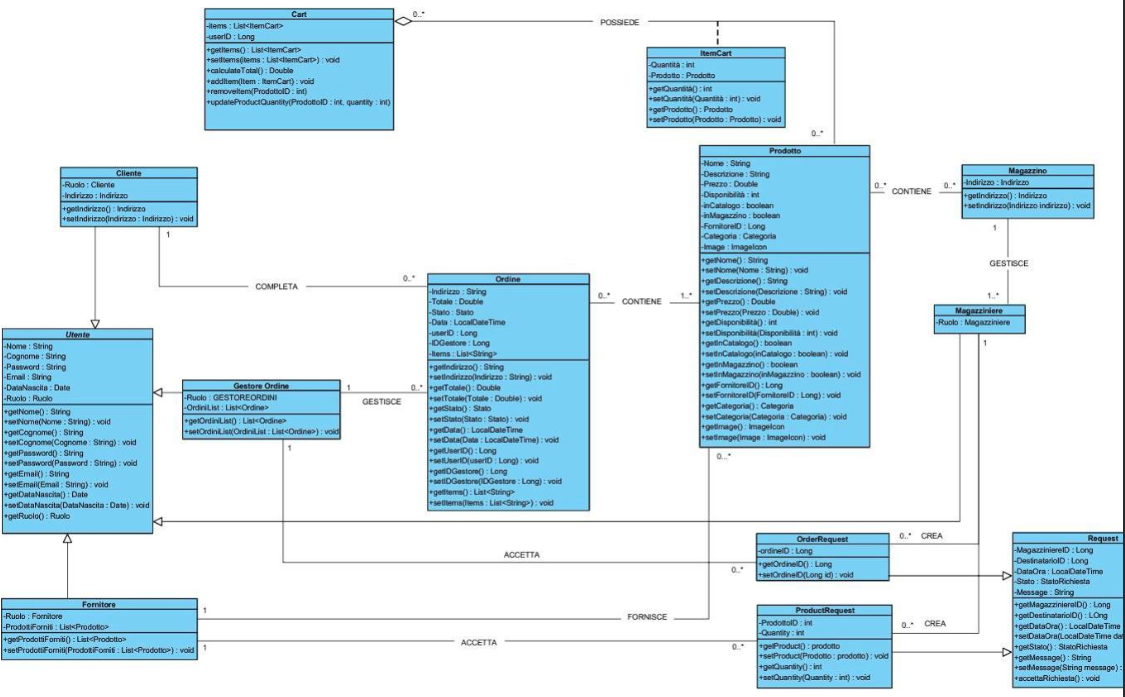 Cart
-items : List<ItemCart>
-userID : Long
+getItems() : List<ItemCart>
+setItems(items : List<ItemCart>) : void
+calculateTotal() : Double
+addItem(Item : ItemCart) : void
+removeItem(ProdottoID : int)
+updateProductQuantity(ProdottoID : int, quantity : int)
0..*
POSSIEDE
0..*
ItemCart
-Quantità : int
-Prodotto : Prodotto
+getQuantità() : int
+setQuantità(Quantità : int) : void
+getProdotto() : Prodotto
+setProdotto(Prodotto : Prodotto) : void
Cliente
-Ruolo : Cliente
-Indirizzo : Indirizzo
+getIndirizzo() : Indirizzo
+setIndirizzo(Indirizzo : Indirizzo) : void
1
COMPLETA
0..*
Prodotto
-Nome : String
-Descrizione : String
-Prezzo : Double
-Disponibilità : int
-inCatalogo : boolean
-inMagazzino : boolean
-FornitoreID : Long
-Categoria : Categoria
-Image : ImageIcon
+getNome() : String
+setNome(Nome : String) : void
+getDescrizione() : String
+setDescrizione(Descrizione : String) : void
+getPrezzo() : Double
+setPrezzo(Prezzo : Double) : void
+getDisponibilità() : int
+setDisponibilità(Disponibilità : int) : void
+getInCatalogo() : boolean
+setInCatalogo(inCatalogo : boolean) : void
+getInMagazzino() : boolean
+setInMagazzino(inMagazzino : boolean) : void
+getFornitoreID() : Long
+setFornitoreID(FornitoreID : Long) : void
+getCategoria() : Categoria
+setCategoria(Categoria : Categoria) : void
+getImage() : ImageIcon
+setImage(Image : ImageIcon) : void
0..*
CONTIENE
0..*
Magazzino
-Indirizzo : Indirizzo
+getIndirizzo() : Indirizzo
+setIndirizzo(Indirizzo indirizzo) : void
1
GESTISCE
1..*
Magazziniere
-Ruolo : Magazziniere
1
Ordine
-Indirizzo : String
-Totale : Double
-Stato : Stato
-Data : LocalDateTime
-userID : Long
-IDGestore : Long
-Items : List<String>
+getIndirizzo() : String
+setIndirizzo(Indirizzo : String) : void
+getTotale() : Double
+setTotale(Totale : Double) : void
+getStato() : Stato
+setStato(Stato : Stato) : void
+getData() : LocalDateTime
+setData(Data : LocalDateTime) : void
+getUserID() : Long
+setUserID(userID : Long) : void
+getIDGestore() : Long
+setIDGestore(IDGestore : Long) : void
+getItems() : List<String>
+setItems(Items : List<String>) : void
0..*
CONTIENE
1..*
Utente
-Nome : String
-Cognome : String
-Password : String
-Email : String
-DataNascita : Date
-Ruolo : Ruolo
+getNome() : String
+setNome(Nome : String) : void
+getCognome() : String
+setCognome(Cognome : String) : void
+getPassword() : String
+setPassword(Password : String) : void
+getEmail() : String
+setEmail(Email : String) : void
+getDataNascita() : Date
+setDataNascita(DataNascita : Date) : void
+getRuolo() : Ruolo
Gestore Ordine
-Ruolo : GESTOREORDINI
-OrdiniList : List<Ordine>
+getOrdiniList() : List<Ordine>
+setOrdiniList(OrdiniList : List<Ordine>) : void
1
GESTISCE
0..*
1
ACCETTA
0..*
0...*
OrderRequest
-ordineID : Long
+getOrdineID() : Long
+setOrdineID(Long id) : void
0..*
CREA
Request
-MagazziniereID : Long
-DestinatarioID : Long
-DataOra : LocalDateTime
-Stato : StatoRichiesta
-Message : String
+getMagazziniereID() : Long
+getDestinatarioID() : LOng
+getDataOra() : LocalDateTime
+setDataOra(LocalDateTime da
+getStato() : StatoRichiesta
+getMessage() : String
+setMessage(String message) :
+accettaRichiesta() : void
Fornitore
-Ruolo : Fornitore
-ProdottiForniti : List<Prodotto>
+getProdottiForniti() : List<Prodotto>
+setProdottiForniti(ProdottiForniti : List<Prodotto>) : void
1
FORNISCE
1
ACCETTA
0..*
ProductRequest
-ProdottoID : int
-Quantity : int
+getProduct() : prodotto
+setProduct(Prodotto : prodotto) : void
+getQuantity() : int
+setQuantity(Quantity : int) : void
0..*
CREA